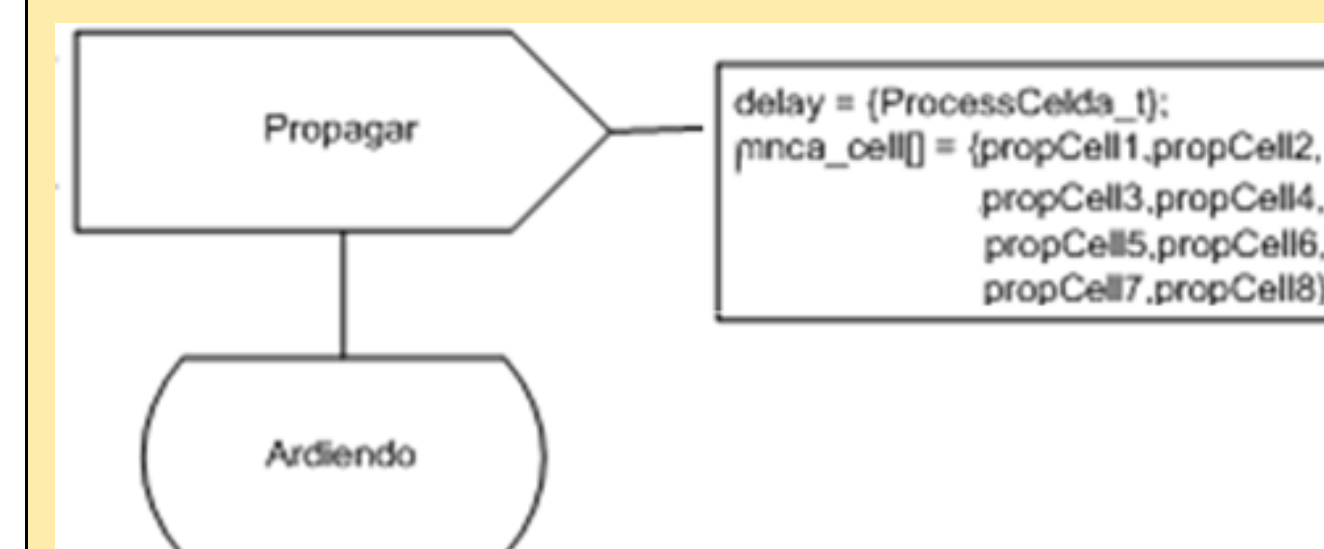 Propagar
delay = {ProcessCelda_t};
mnca_cell[] = {propCell1,propCell2,
propCell3,propCell4,
propCell5,propCell6,
propCell7,propCell8}
Ardiendo